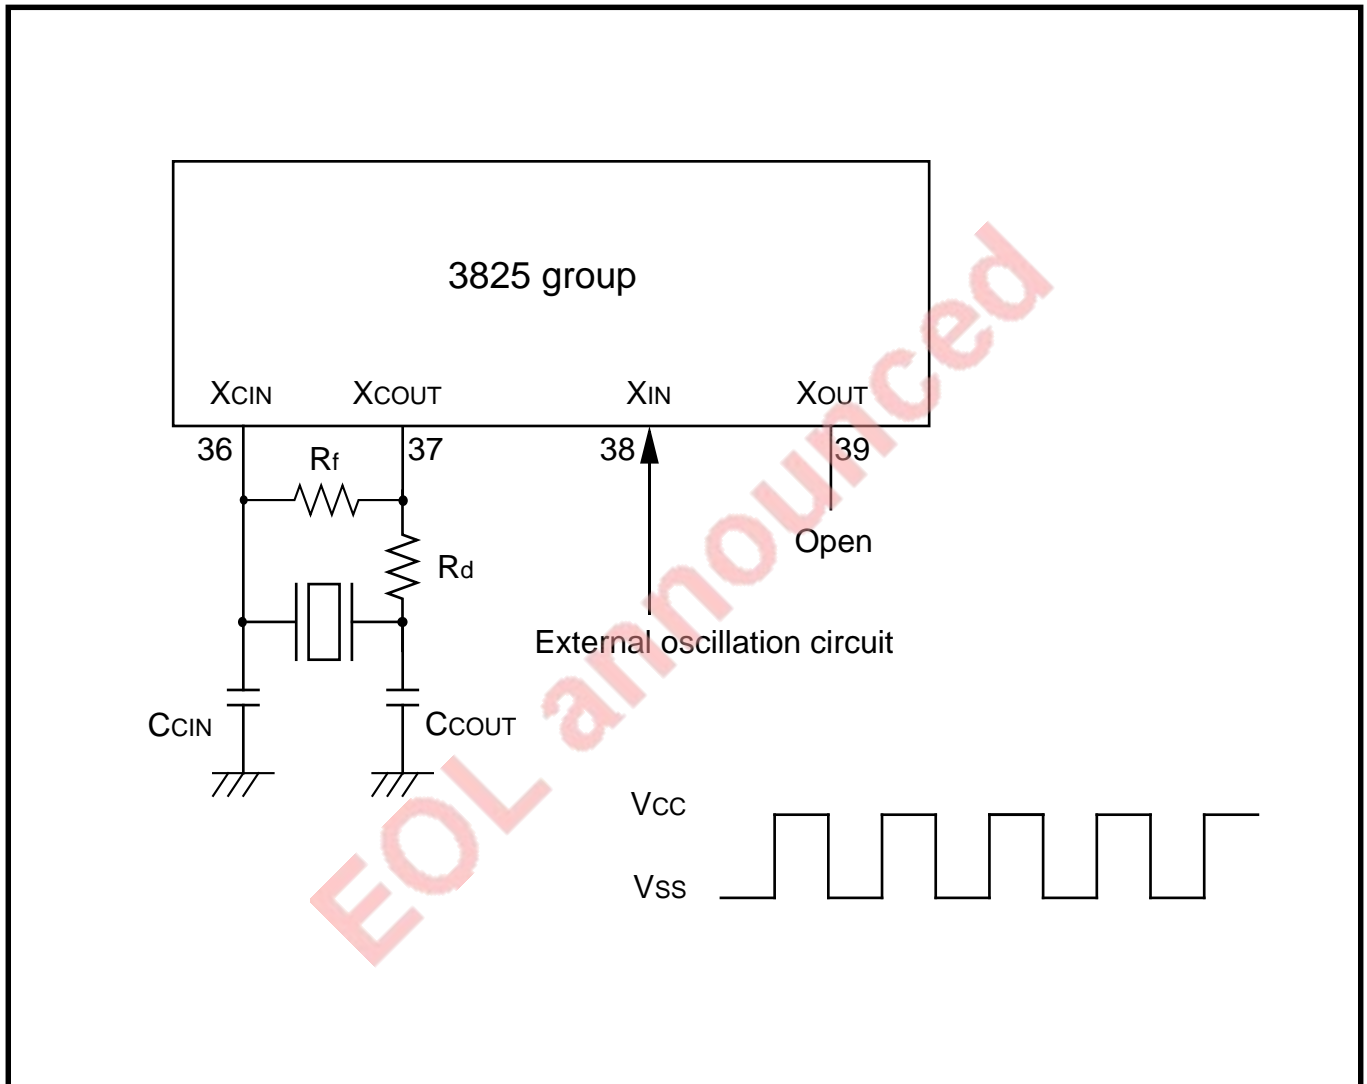 3825 group
XCIN XCOUT XIN XOUT
36 37 38 39
Rf
Rd
Open
External oscillation circuit
CCIN CCOUT
VCC
VSS
EOL announced